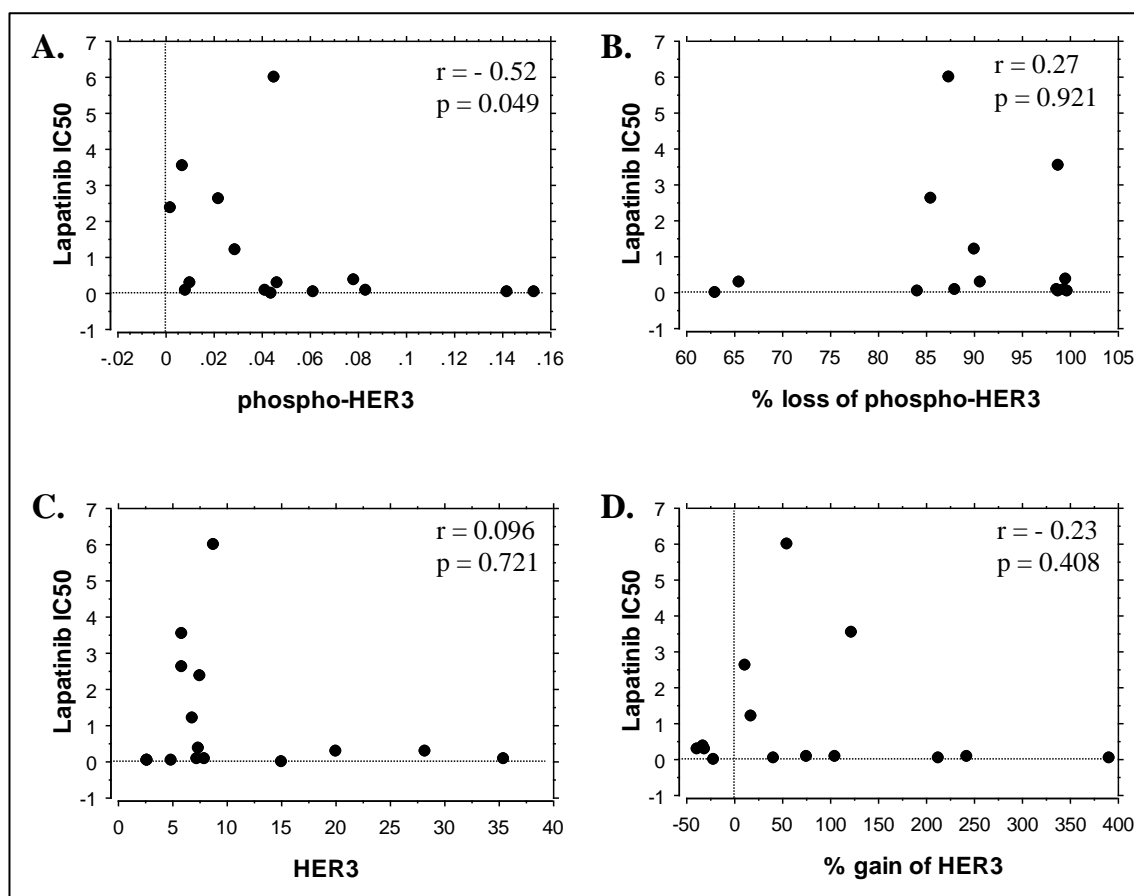 A.
r = - 0.52
p = 0.049
Lapatinib IC50
7
6
5
4
3
2
1
0
-1
-.02 0 .02 .04 .06 .08 .1 .12 .14 .16
phospho-HER3
B.
r = 0.27
p = 0.921
Lapatinib IC50
7
6
5
4
3
2
1
0
-1
60 65 70 75 80 85 90 95 100 105
% loss of phospho-HER3
C.
r = 0.096
p = 0.721
Lapatinib IC50
7
6
5
4
3
2
1
0
-1
0 5 10 15 20 25 30 35 40
HER3
D.
r = - 0.23
p = 0.408
Lapatinib IC50
7
6
5
4
3
2
1
0
-1
-50 0 50 100 150 200 250 300 350 400
% gain of HER3